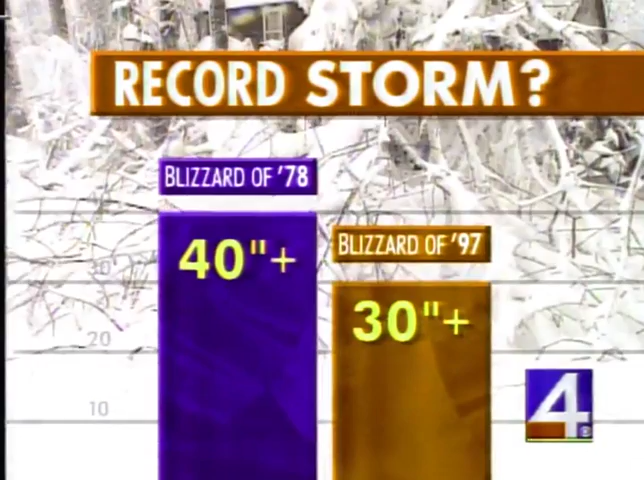 RECORD STORM?
BLIZZARD OF '78
40"+
BLIZZARD OF '97
30"+
30
20
10
4